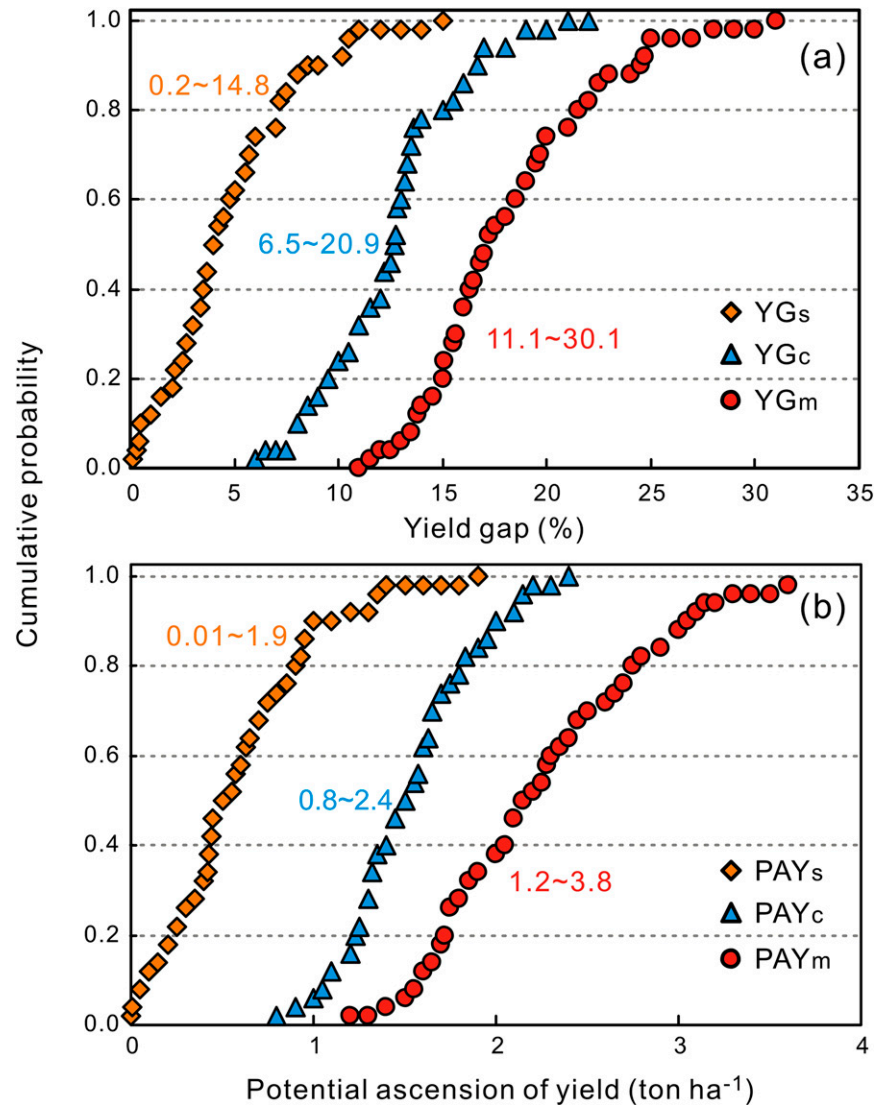 Cumulative probability
(a)
1.0
0.8
0.6
0.4
0.2
0.0
0.2~14.8
6.5~20.9
11.1~30.1
YGs
YGc
YGm
0 5 10 15 20 25 30 35
Yield gap (%)
(b)
1.0
0.8
0.6
0.4
0.2
0.0
0.01~1.9
0.8~2.4
1.2~3.8
PAYs
PAYc
PAYm
0 1 2 3 4
Potential ascension of yield (ton ha⁻¹)